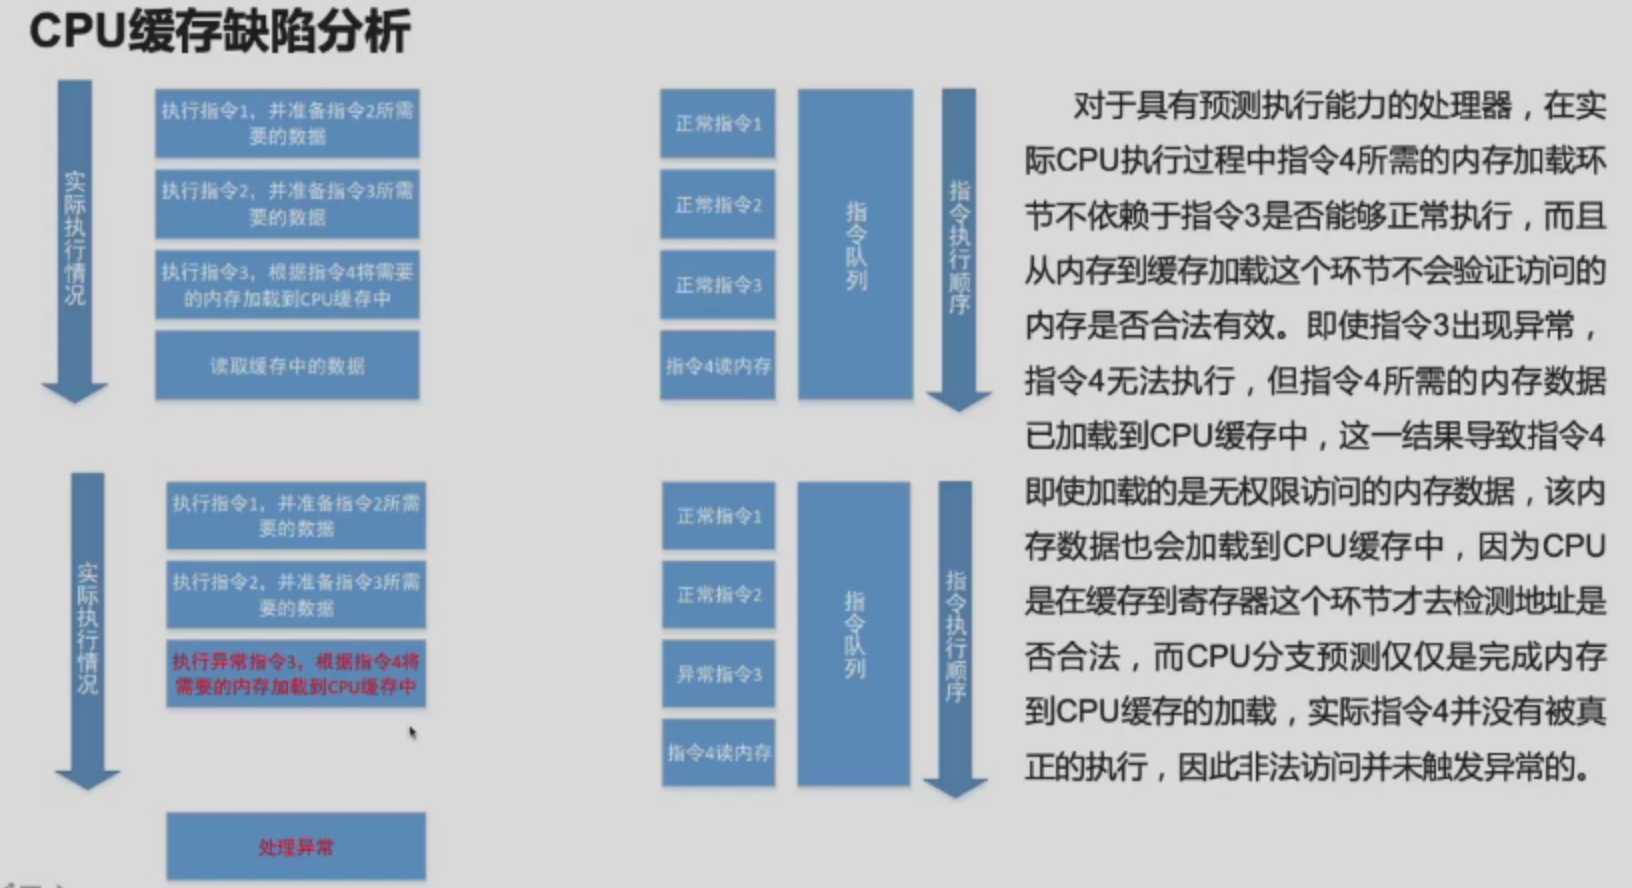 CPU缓存缺陷分析
实际执行情况
执行指令1，并准备指令2所需
要的数据
执行指令2，并准备指令3所需
要的数据
执行指令3，根据指令4将需要
的内存加载到CPU缓存中
读取缓存中的数据
正常指令1
正常指令2
正常指令3
指令4读内存
指令队列
指令执行顺序
实际执行情况
执行指令1，并准备指令2所需
要的数据
执行指令2，并准备指令3所需
要的数据
执行异常指令3，根据指令4将
需要的内存加载到CPU缓存中
处理异常
正常指令1
正常指令2
异常指令3
指令4读内存
指令队列
指令执行顺序
对于具有预测执行能力的处理器，在实
际CPU执行过程中指令4所需的内存加载环
节不依赖于指令3是否能够正常执行，而且
从内存到缓存加载这个环节不会验证访问的
内存是否合法有效。即使指令3出现异常，
指令4无法执行，但指令4所需的内存数据
已加载到CPU缓存中，这一结果导致指令4
即使加载的是无权限访问的内存数据，该内
存数据也会加载到CPU缓存中，因为CPU
是在缓存到寄存器这个环节才去检测地址是
否合法，而CPU分支预测仅仅是完成内存
到CPU缓存的加载，实际指令4并没有被真
正的执行，因此非法访问并未触发异常的。